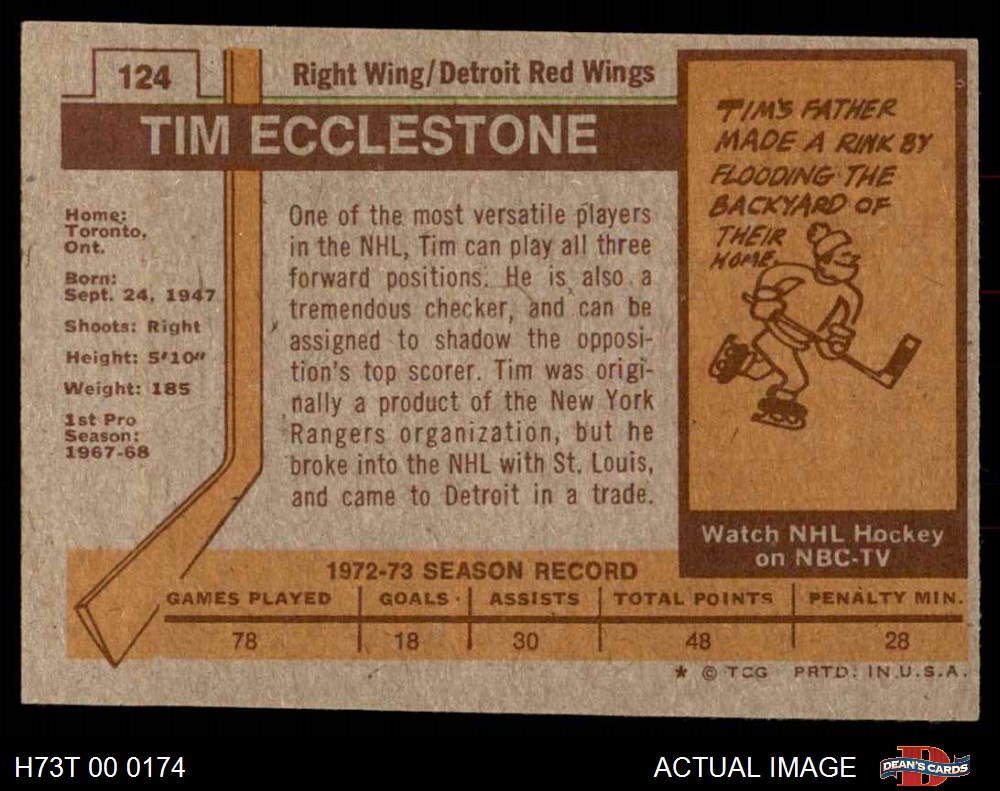 124
Right Wing/Detroit Red Wings
TIM ECCLESTONE
Home:
Toronto,
Ont.
Born:
Sept. 24, 1947
Shoots: Right
Height: 5'10"
Weight: 185
1st Pro
Season:
1967-68
One of the most versatile players
in the NHL, Tim can play all three
forward positions. He is also a
tremendous checker, and can be
assigned to shadow the opposi-
tion's top scorer. Tim was origi-
nally a product of the New York
Rangers organization, but he
broke into the NHL with St. Louis,
and came to Detroit in a trade.
TIM'S FATHER
MADE A RINK BY
FLOODING THE
BACKYARD OF
THEIR
HOME.
Watch NHL Hockey
on NBC-TV
1972-73 SEASON RECORD
GAMES PLAYED GOALS ASSISTS TOTAL POINTS PENALTY MIN.
78 18 30 48 28
* © TCG PRTD. IN U.S.A.
H73T 00 0174
ACTUAL IMAGE
D
DEAN'S CARDS